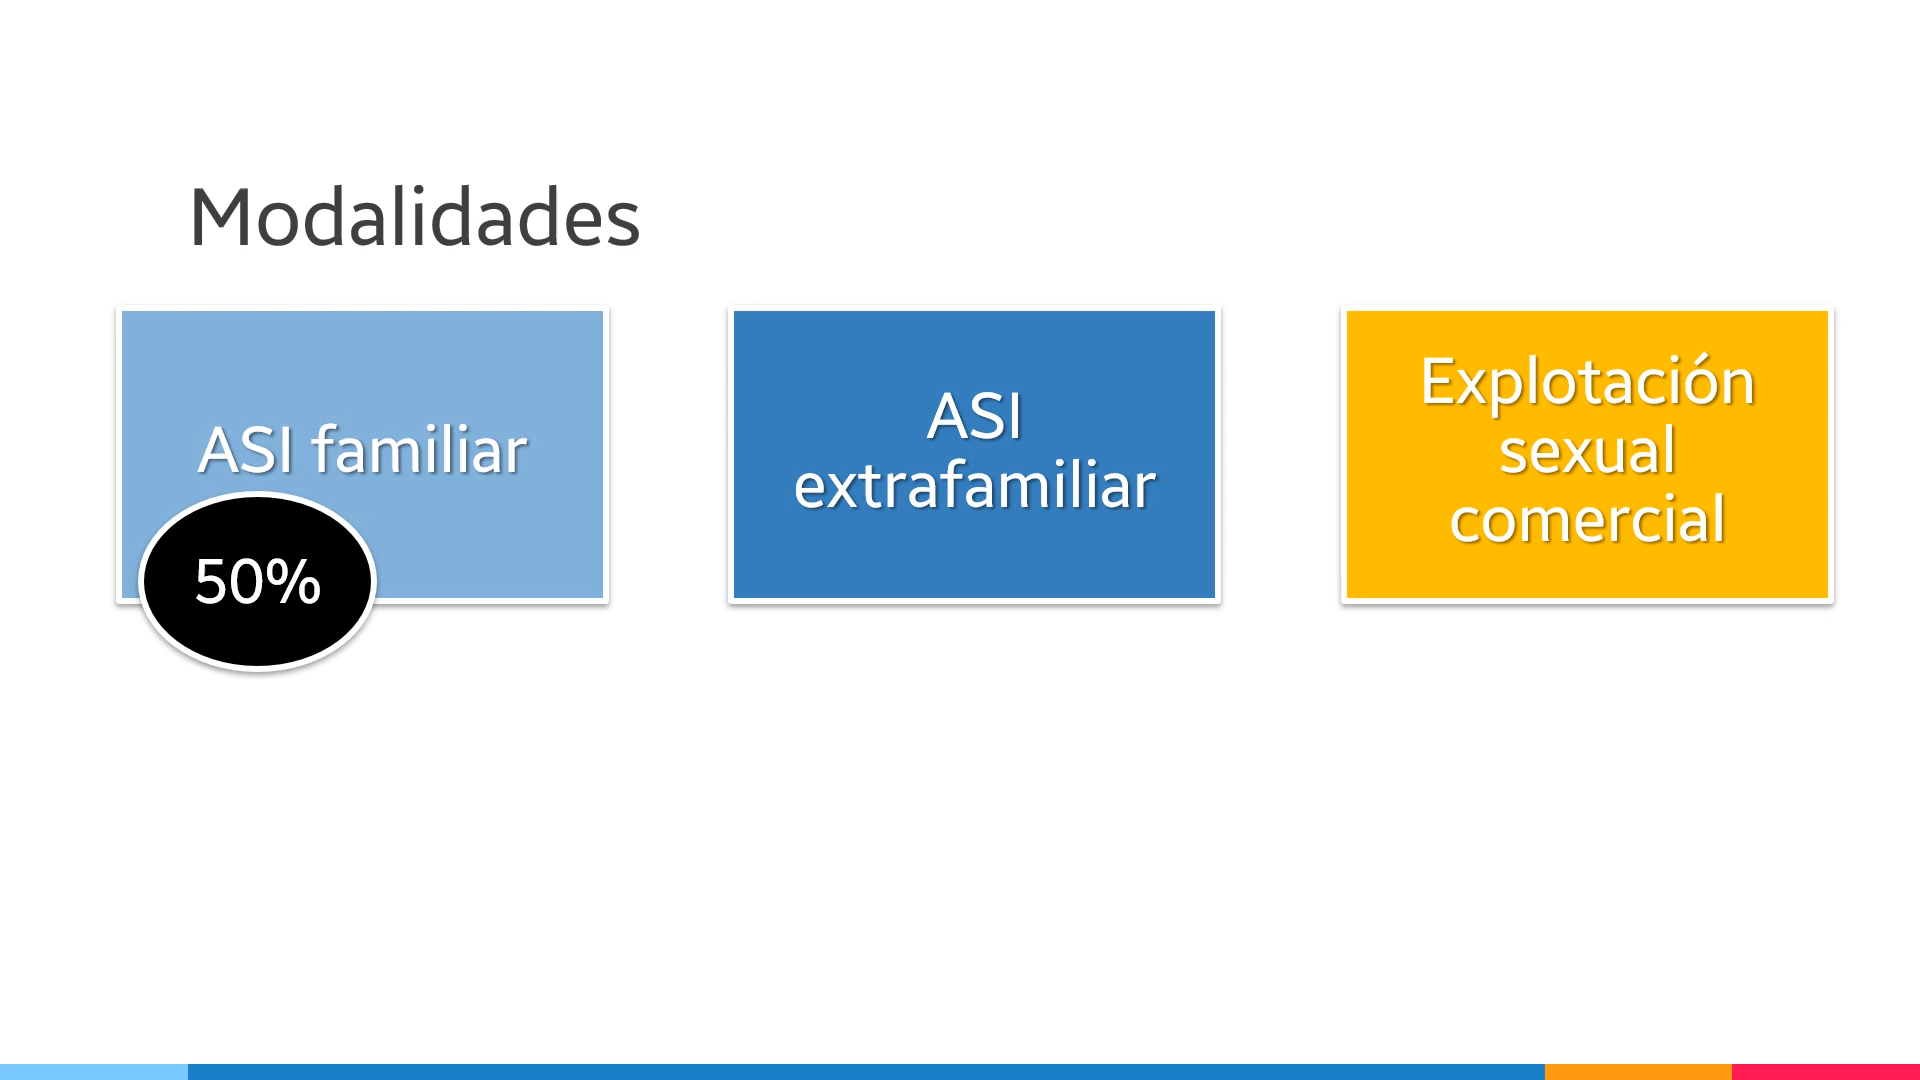 Modalidades
ASI familiar
50%
ASI
extrafamiliar
Explotación
sexual
comercial